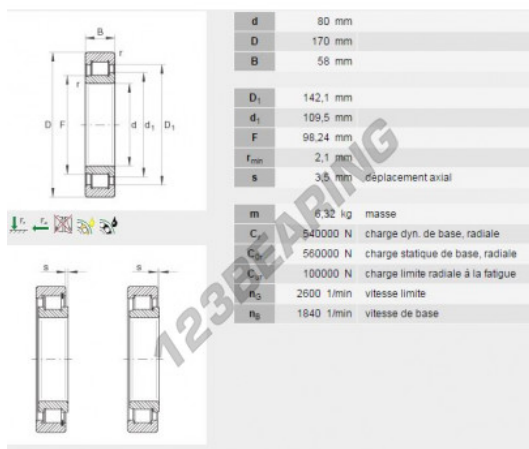 B
r
r
D F d d₁ D₁
s s
d 80 mm
D 170 mm
B 58 mm
D₁ 142,1 mm
d₁ 109,5 mm
F 98,24 mm
rmin 2,1 mm
s 3,5 mm déplacement axial
m 6,32 kg masse
540000 N charge dyn. de base, radiale
560000 N charge statique de base, radiale
100000 N charge limite radiale á la fatigue
nG 2600 1/min vitesse limite
nB 1840 1/min vitesse de base
123BEARING